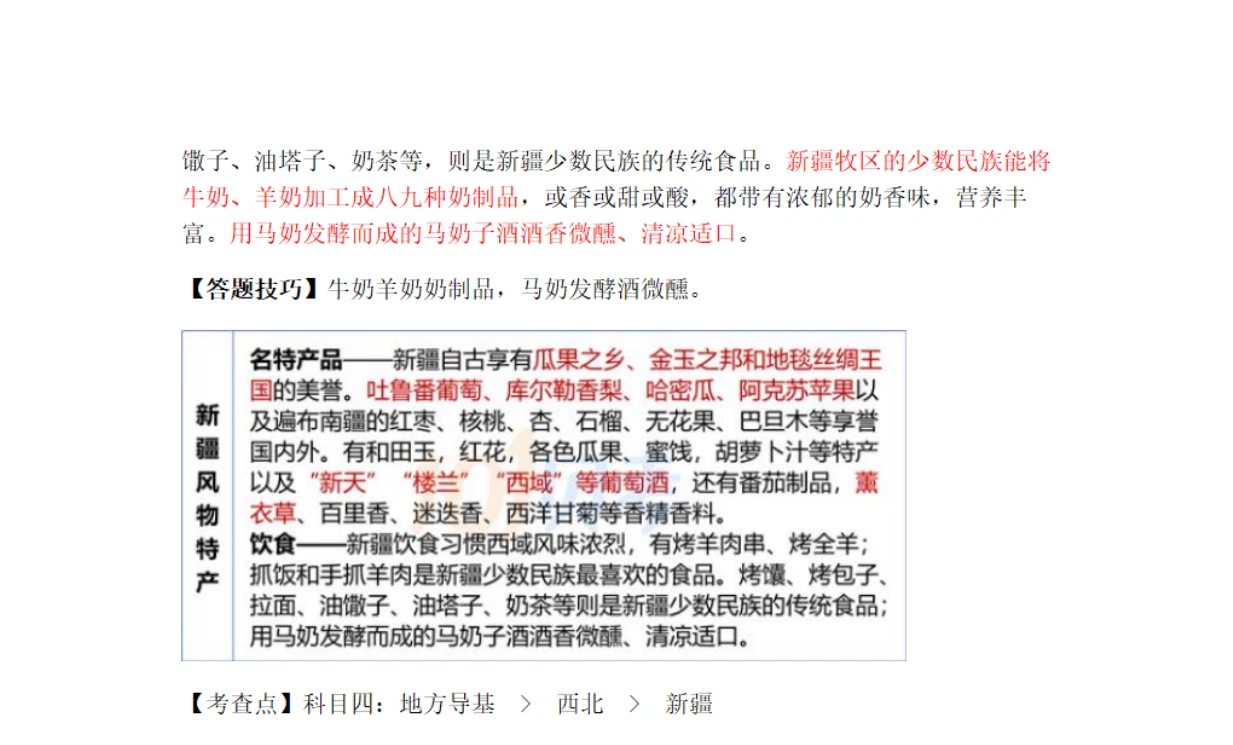 馓子、油塔子、奶茶等，则是新疆少数民族的传统食品。新疆牧区的少数民族能将
牛奶、羊奶加工成八九种奶制品，或香或甜或酸，都带有浓郁的奶香味，营养丰
富。用马奶发酵而成的马奶子酒酒香微醺、清凉适口。
【答题技巧】牛奶羊奶奶制品，马奶发酵酒微醺。
新疆风物特产
名特产品——新疆自古享有瓜果之乡、金玉之邦和地毯丝绸王
国的美誉。吐鲁番葡萄、库尔勒香梨、哈密瓜、阿克苏苹果以
及遍布南疆的红枣、核桃、杏、石榴、无花果、巴旦木等享誉
国内外。有和田玉，红花，各色瓜果、蜜饯，胡萝卜汁等特产
以及“新天”“楼兰”“西域”等葡萄酒，还有番茄制品，薰
衣草、百里香、迷迭香、西洋甘菊等香精香料。
饮食——新疆饮食习惯西域风味浓烈，有烤羊肉串、烤全羊；
抓饭和手抓羊肉是新疆少数民族最喜欢的食品。烤馕、烤包子、
拉面、油馓子、油塔子、奶茶等则是新疆少数民族的传统食品；
用马奶发酵而成的马奶子酒酒香微醺、清凉适口。
【考查点】科目四：地方导基 > 西北 > 新疆